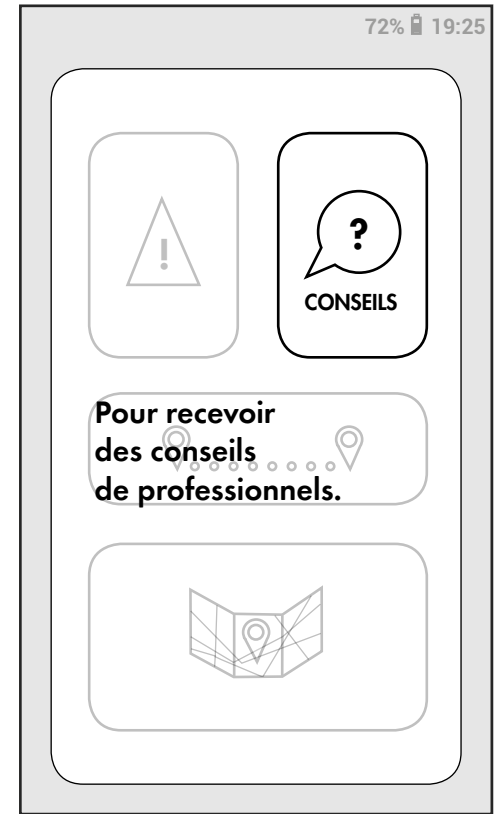 72% 19:25
!
?
CONSEILS
Pour recevoir
des conseils
de professionnels.